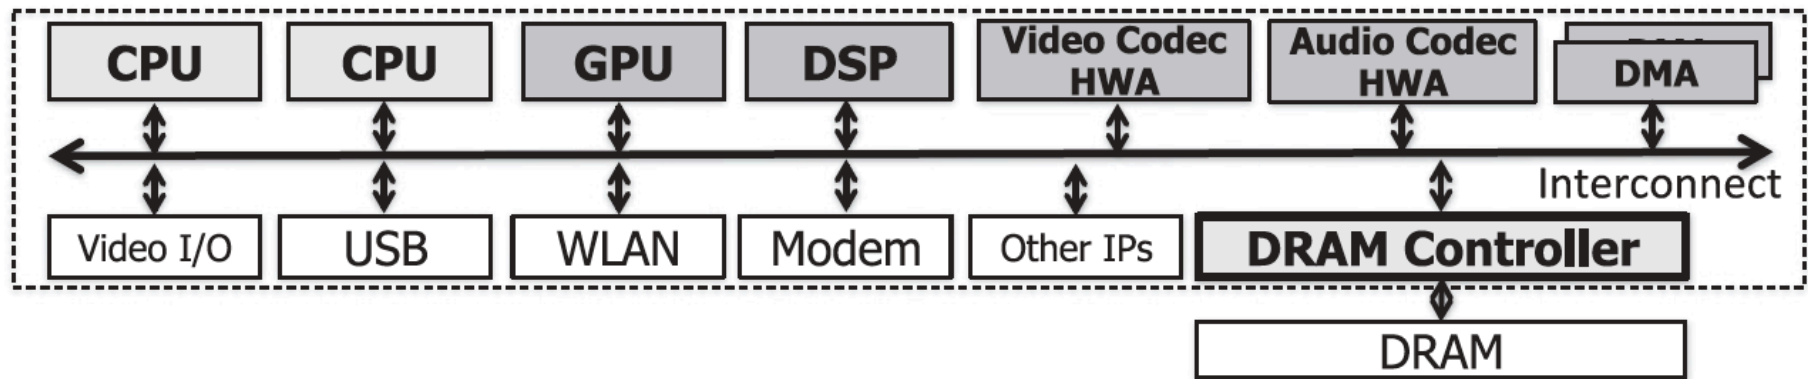 CPU
CPU
GPU
DSP
Video Codec
HWA
Audio Codec
HWA
DMA
Interconnect
Video I/O
USB
WLAN
Modem
Other IPs
DRAM Controller
DRAM